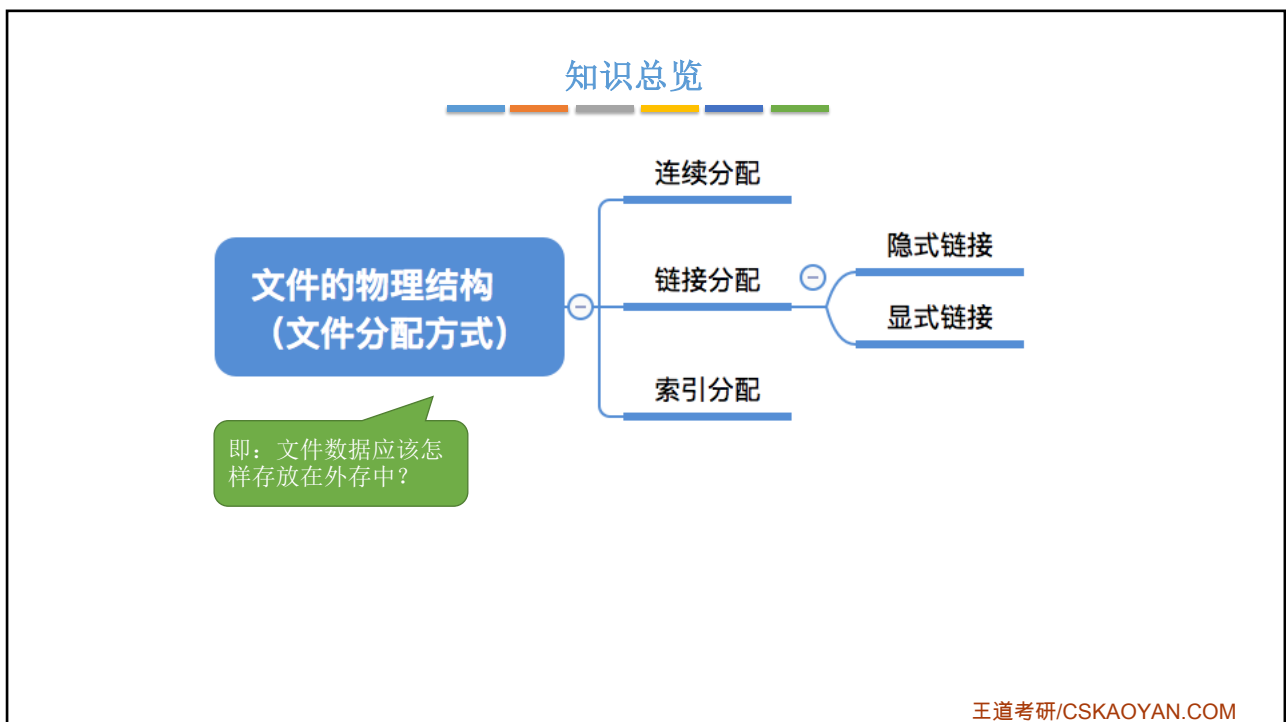 知识总览
连续分配
隐式链接
文件的物理结构
（文件分配方式）
链接分配
显式链接
索引分配
即：文件数据应该怎
样存放在外存中？
王道考研/CSKAOYAN.COM